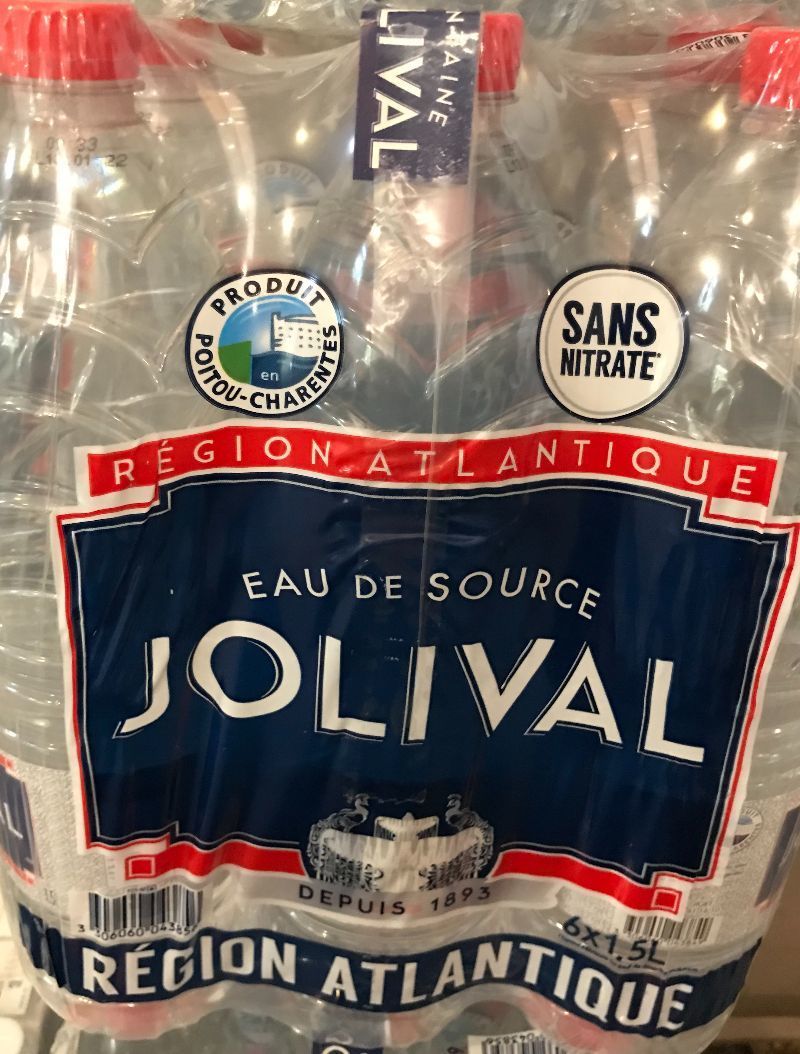 LIVAL
PRODUIT
en
POITOU-CHARENTES
SANS
NITRATE*
RÉGION ATLANTIQUE
EAU DE SOURCE
JOLIVAL
DEPUIS 1893
6X1,5L
RÉGION ATLANTIQUE